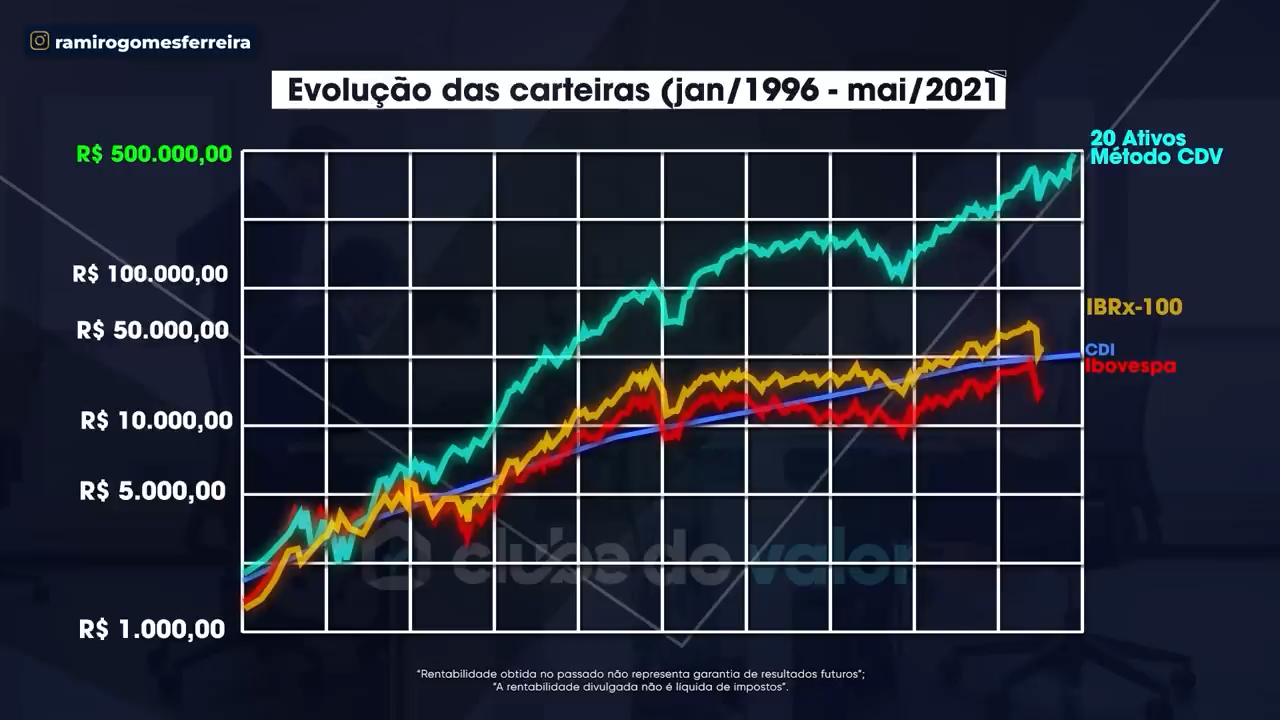 ramirogomesferreira
Evolução das carteiras (jan/1996 - mai/2021
R$ 500.000,00
20 Ativos
Método CDV
R$ 100.000,00
IBRx-100
R$ 50.000,00
CDI
Ibovespa
R$ 10.000,00
R$ 5.000,00
clube do valor
R$ 1.000,00
"Rentabilidade obtida no passado não representa garantia de resultados futuros";
"A rentabilidade divulgada não é líquida de impostos".